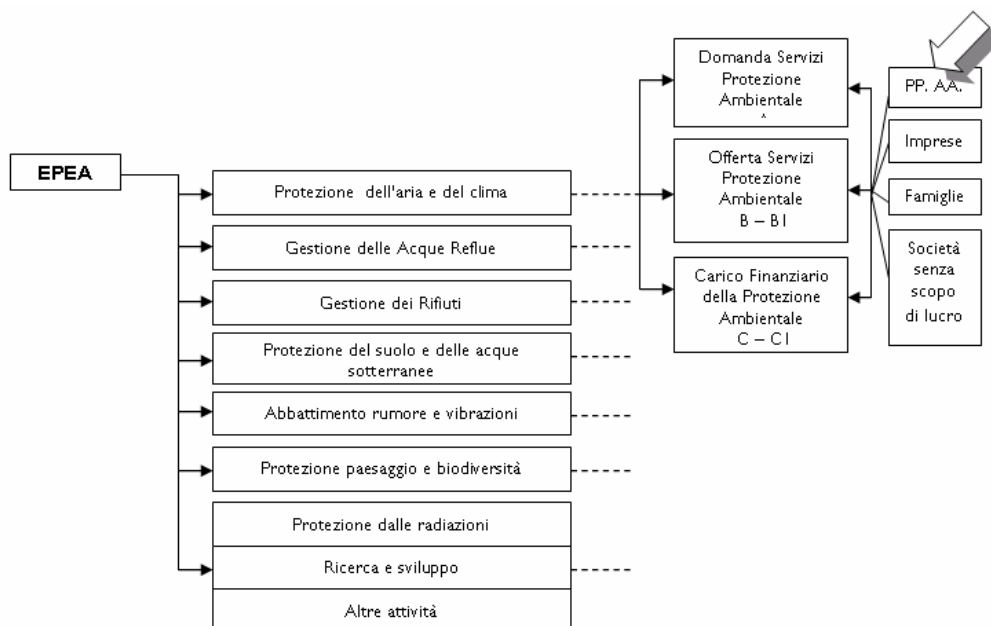 EPEA
Protezione dell'aria e del clima
Gestione delle Acque Reflue
Gestione dei Rifiuti
Protezione del suolo e delle acque
sotterranee
Abbattimento rumore e vibrazioni
Protezione paesaggio e biodiversità
Protezione dalle radiazioni
Ricerca e sviluppo
Altre attività
Domanda Servizi
Protezione
Ambientale
Offerta Servizi
Protezione
Ambientale
B – B1
Carico Finanziario
della Protezione
Ambientale
C – C1
PP. AA.
Imprese
Famiglie
Società
senza
scopo
di lucro